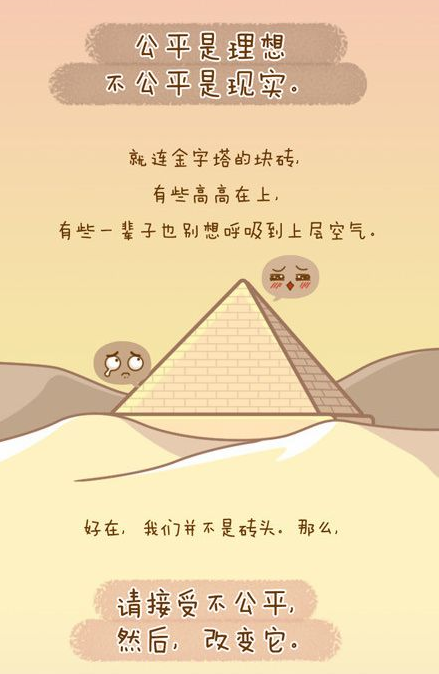 公平是理想
不公平是现实。
就连金字塔的块砖,
有些高高在上,
有些一辈子也别想呼吸到上层空气。
好在, 我们并不是砖头。那么,
请接受不公平,
然后, 改变它。